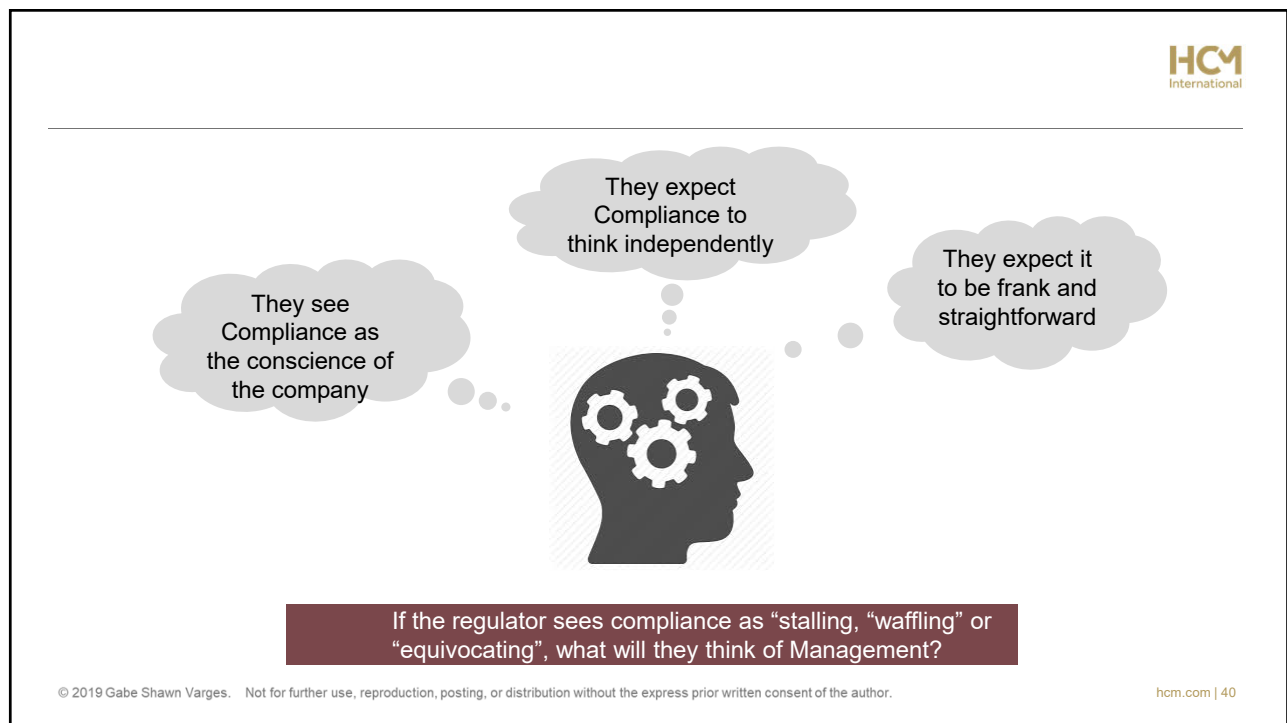 HCM
International
They see
Compliance as
the conscience of
the company
They expect
Compliance to
think independently
They expect it
to be frank and
straightforward
If the regulator sees compliance as “stalling, “waffling” or
“equivocating”, what will they think of Management?
© 2019 Gabe Shawn Varges. Not for further use, reproduction, posting, or distribution without the express prior written consent of the author.
hcm.com | 40